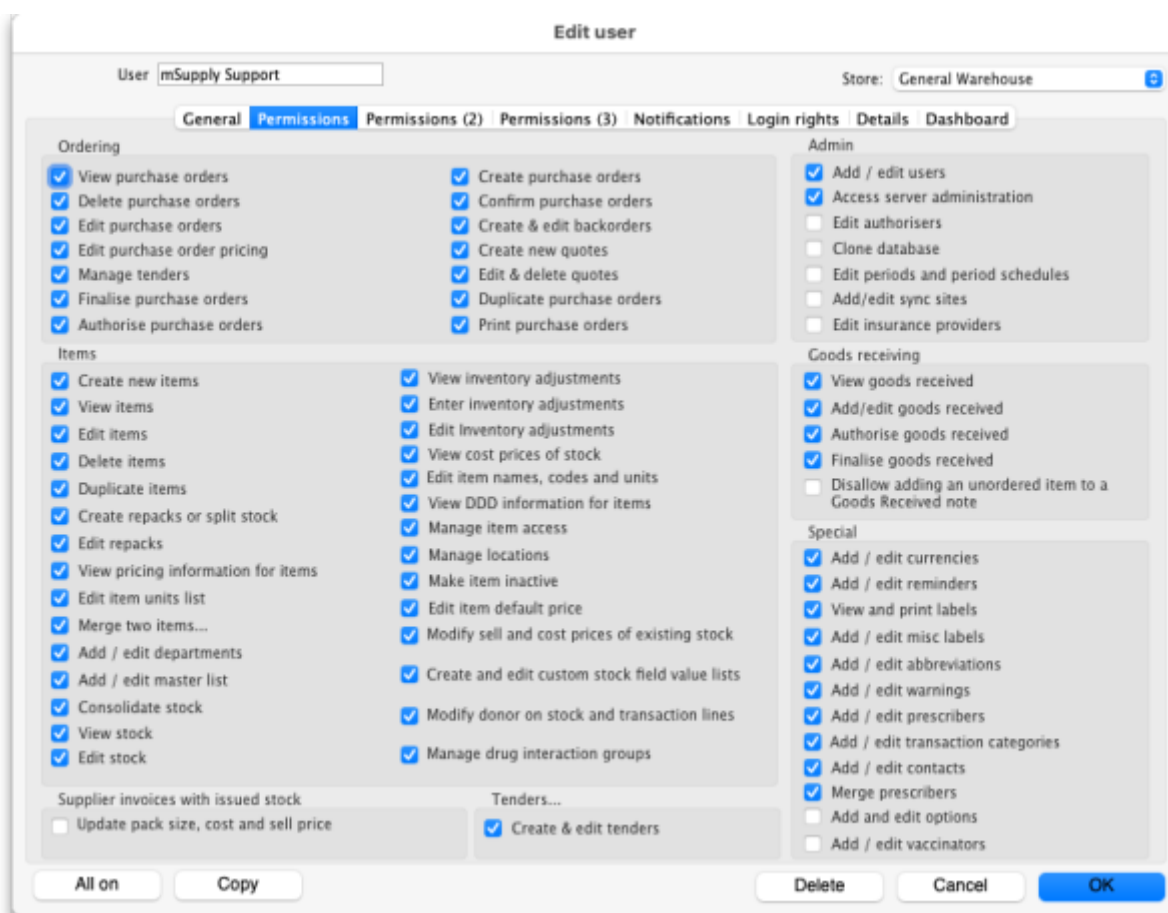 Edit user
User mSupply Support
Store: General Warehouse
General Permissions Permissions (2) Permissions (3) Notifications Login rights Details Dashboard
Ordering
View purchase orders
Delete purchase orders
Edit purchase orders
Edit purchase order pricing
Manage tenders
Finalise purchase orders
Authorise purchase orders
Create purchase orders
Confirm purchase orders
Create & edit backorders
Create new quotes
Edit & delete quotes
Duplicate purchase orders
Print purchase orders
Items
Create new items
View items
Edit items
Delete items
Duplicate items
Create repacks or split stock
Edit repacks
View pricing information for items
Edit item units list
Merge two items...
Add / edit departments
Add / edit master list
Consolidate stock
View stock
Edit stock
View inventory adjustments
Enter inventory adjustments
Edit Inventory adjustments
View cost prices of stock
Edit item names, codes and units
View DDD information for items
Manage item access
Manage locations
Make item inactive
Edit item default price
Modify sell and cost prices of existing stock
Create and edit custom stock field value lists
Modify donor on stock and transaction lines
Manage drug interaction groups
Supplier invoices with issued stock
Update pack size, cost and sell price
Tenders...
Create & edit tenders
Admin
Add / edit users
Access server administration
Edit authorisers
Clone database
Edit periods and period schedules
Add/edit sync sites
Edit insurance providers
Goods receiving
View goods received
Add/edit goods received
Authorise goods received
Finalise goods received
Disallow adding an unordered item to a
Goods Received note
Special
Add / edit currencies
Add / edit reminders
View and print labels
Add / edit misc labels
Add / edit abbreviations
Add / edit warnings
Add / edit prescribers
Add / edit transaction categories
Add / edit contacts
Merge prescribers
Add and edit options
Add / edit vaccinators
All on
Copy
Delete
Cancel
OK